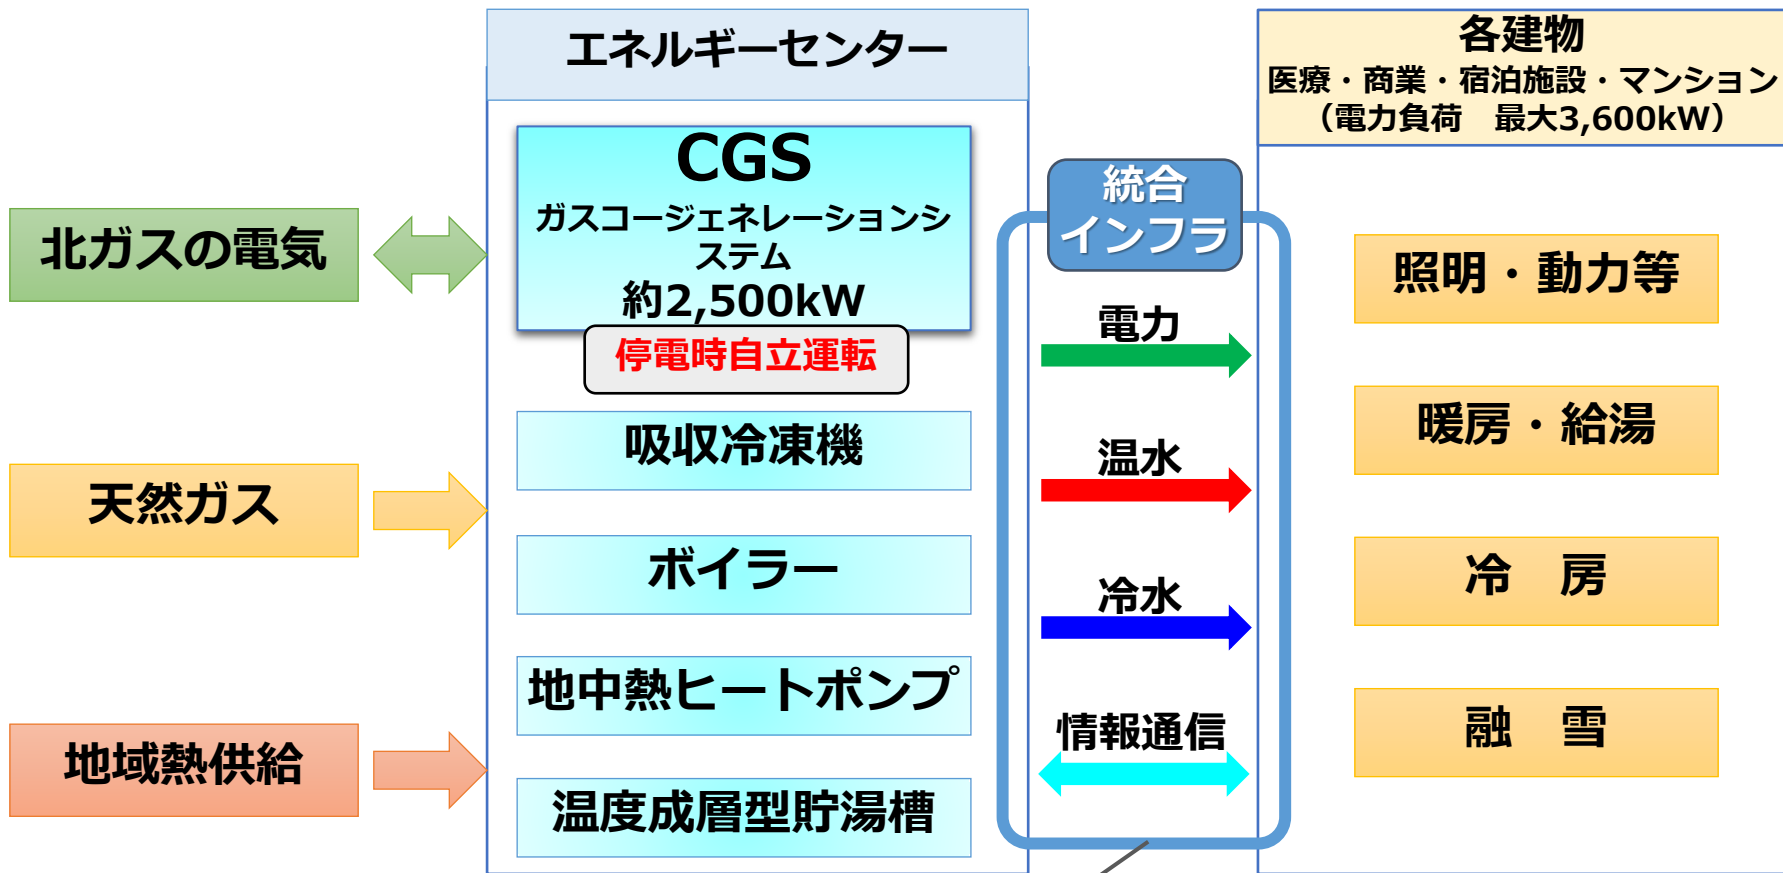 エネルギーセンター
各建物
医療・商業・宿泊施設・マンション
（電力負荷　最大3,600kW）
CGS
ガスコージェネレーションシ
ステム
約2,500kW
停電時自立運転
吸収冷凍機
ボイラー
地中熱ヒートポンプ
温度成層型貯湯槽
北ガスの電気
天然ガス
地域熱供給
統合
インフラ
電力
温水
冷水
情報通信
照明・動力等
暖房・給湯
冷　房
融　雪